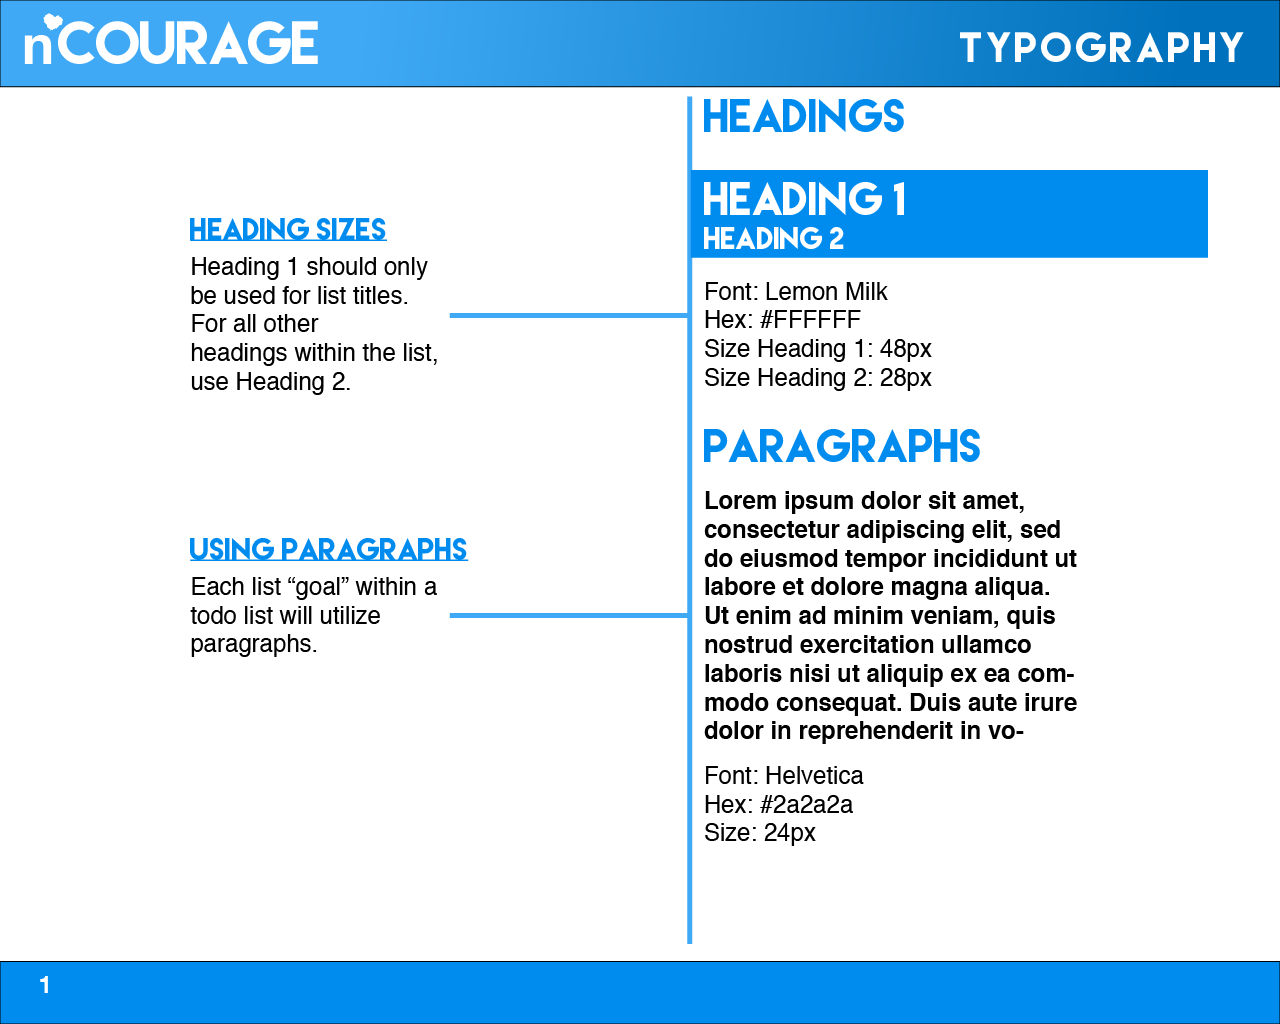 n'COURAGE
TYPOGRAPHY
HEADING SIZES
Heading 1 should only
be used for list titles.
For all other
headings within the list,
use Heading 2.
USING PARAGRAPHS
Each list “goal” within a
todo list will utilize
paragraphs.
HEADINGS
HEADING 1
HEADING 2
Font: Lemon Milk
Hex: #FFFFFF
Size Heading 1: 48px
Size Heading 2: 28px
PARAGRAPHS
Lorem ipsum dolor sit amet,
consectetur adipiscing elit, sed
do eiusmod tempor incididunt ut
labore et dolore magna aliqua.
Ut enim ad minim veniam, quis
nostrud exercitation ullamco
laboris nisi ut aliquip ex ea com-
modo consequat. Duis aute irure
dolor in reprehenderit in vo-
Font: Helvetica
Hex: #2a2a2a
Size: 24px
1